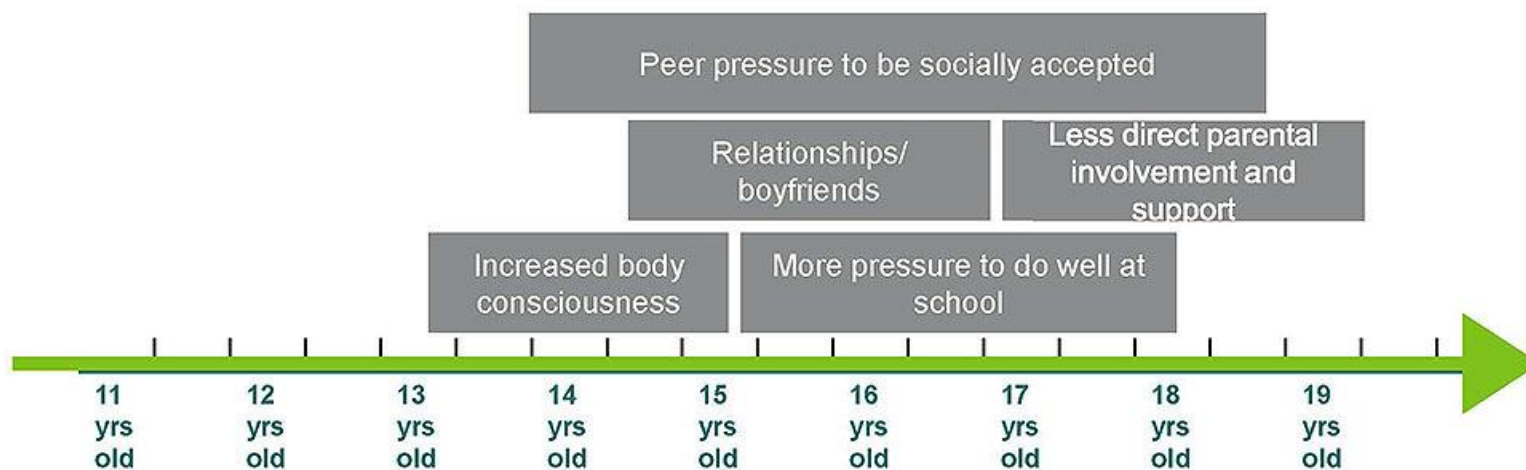 Peer pressure to be socially accepted
Relationships/
boyfriends
Less direct parental
involvement and
support
Increased body
consciousness
More pressure to do well at
school
11
yrs
old
12
yrs
old
13
yrs
old
14
yrs
old
15
yrs
old
16
yrs
old
17
yrs
old
18
yrs
old
19
yrs
old